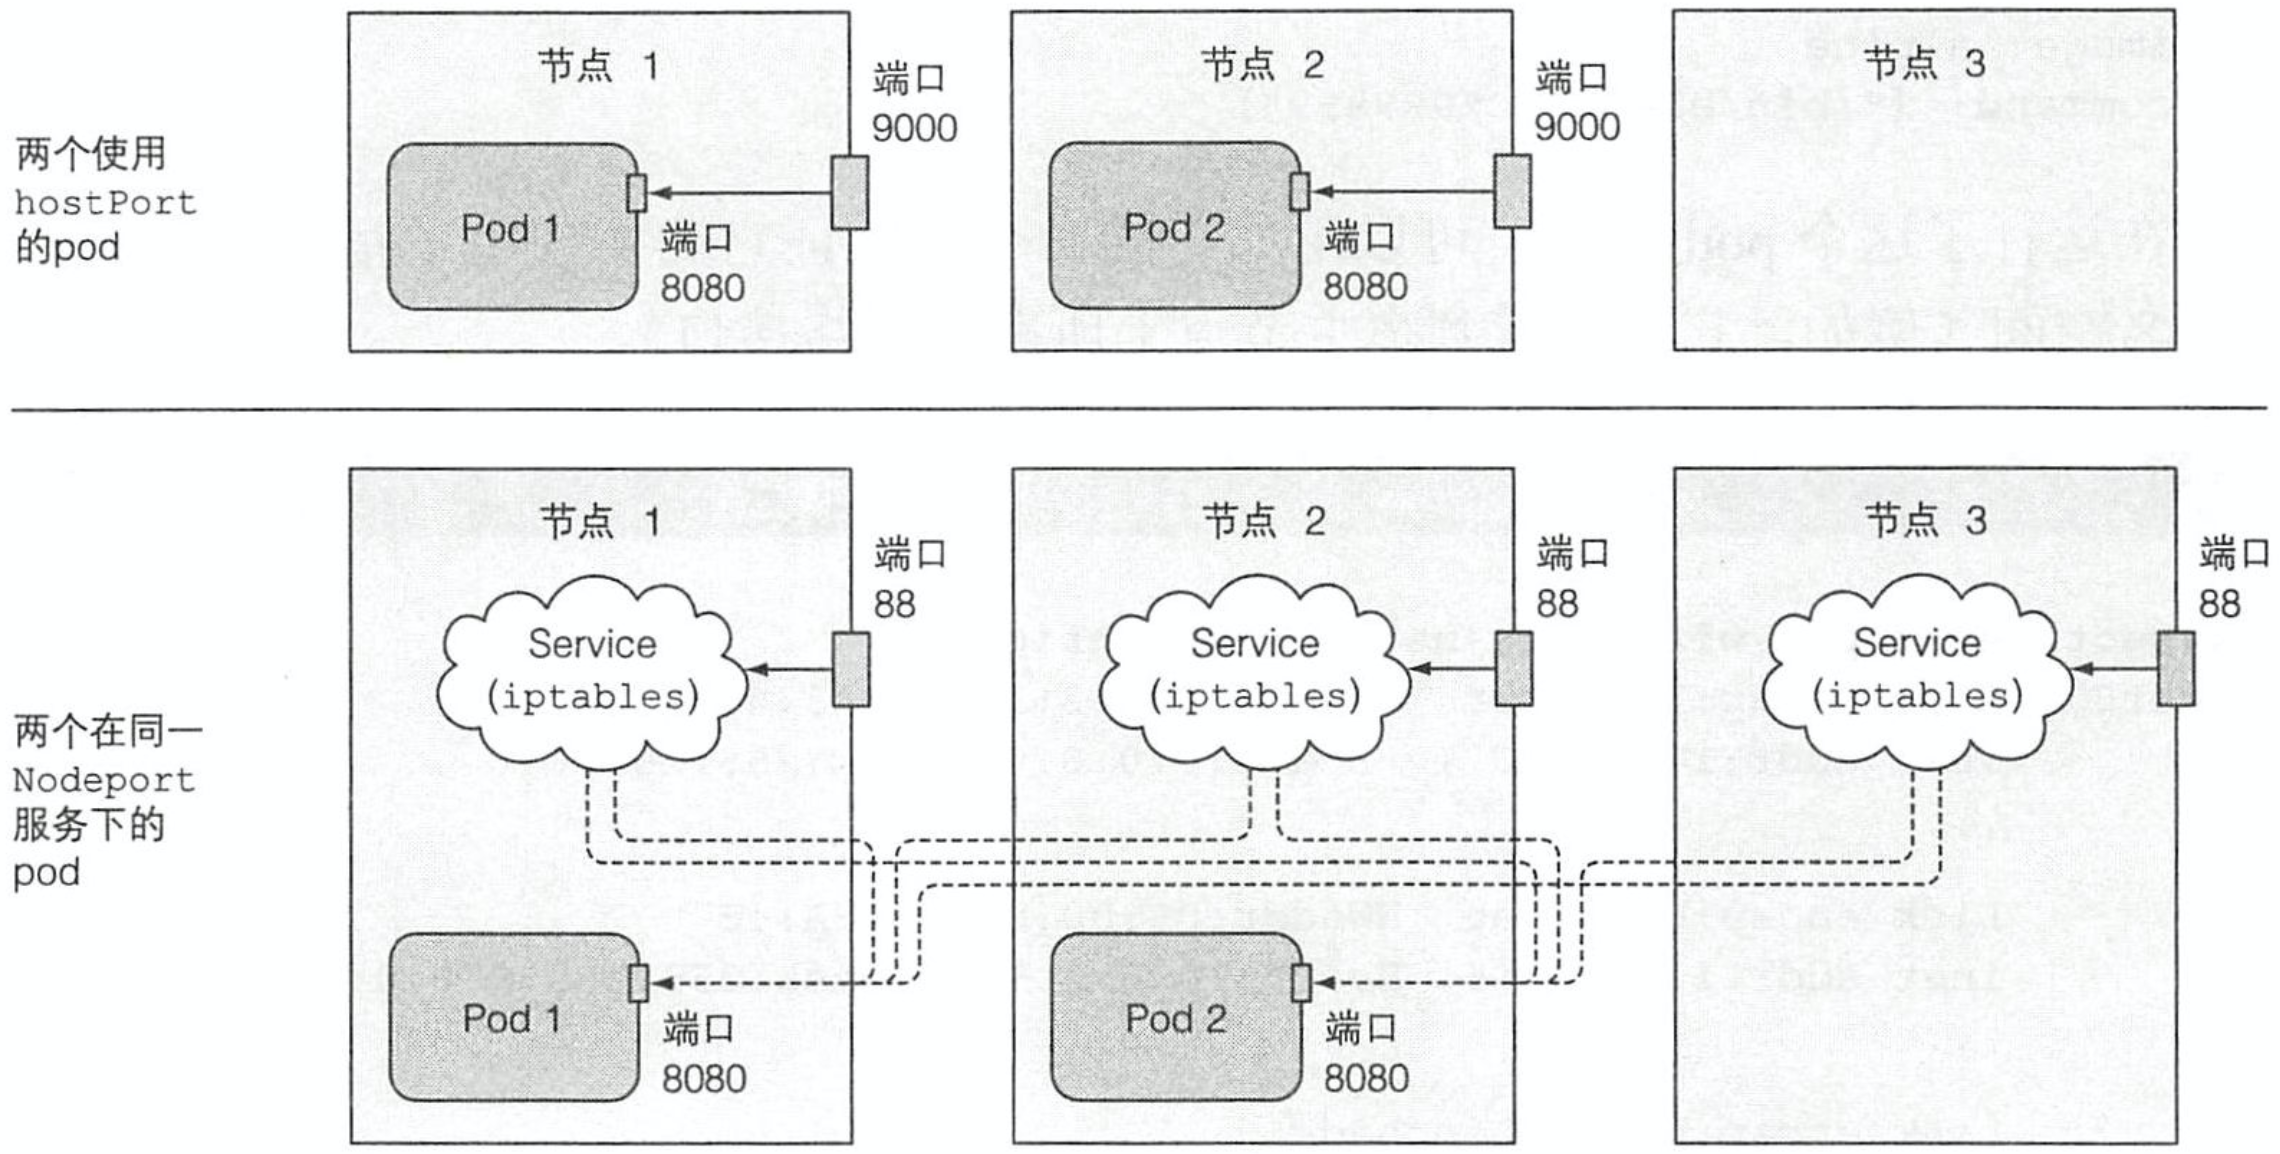 两个使用
hostPort
的pod
节点 1
端口
9000
Pod 1
端口
8080
节点 2
端口
9000
Pod 2
端口
8080
节点 3
两个在同一
Nodeport
服务下的
pod
节点 1
端口
88
Service
(iptables)
Pod 1
端口
8080
节点 2
端口
88
Service
(iptables)
Pod 2
端口
8080
节点 3
端口
88
Service
(iptables)